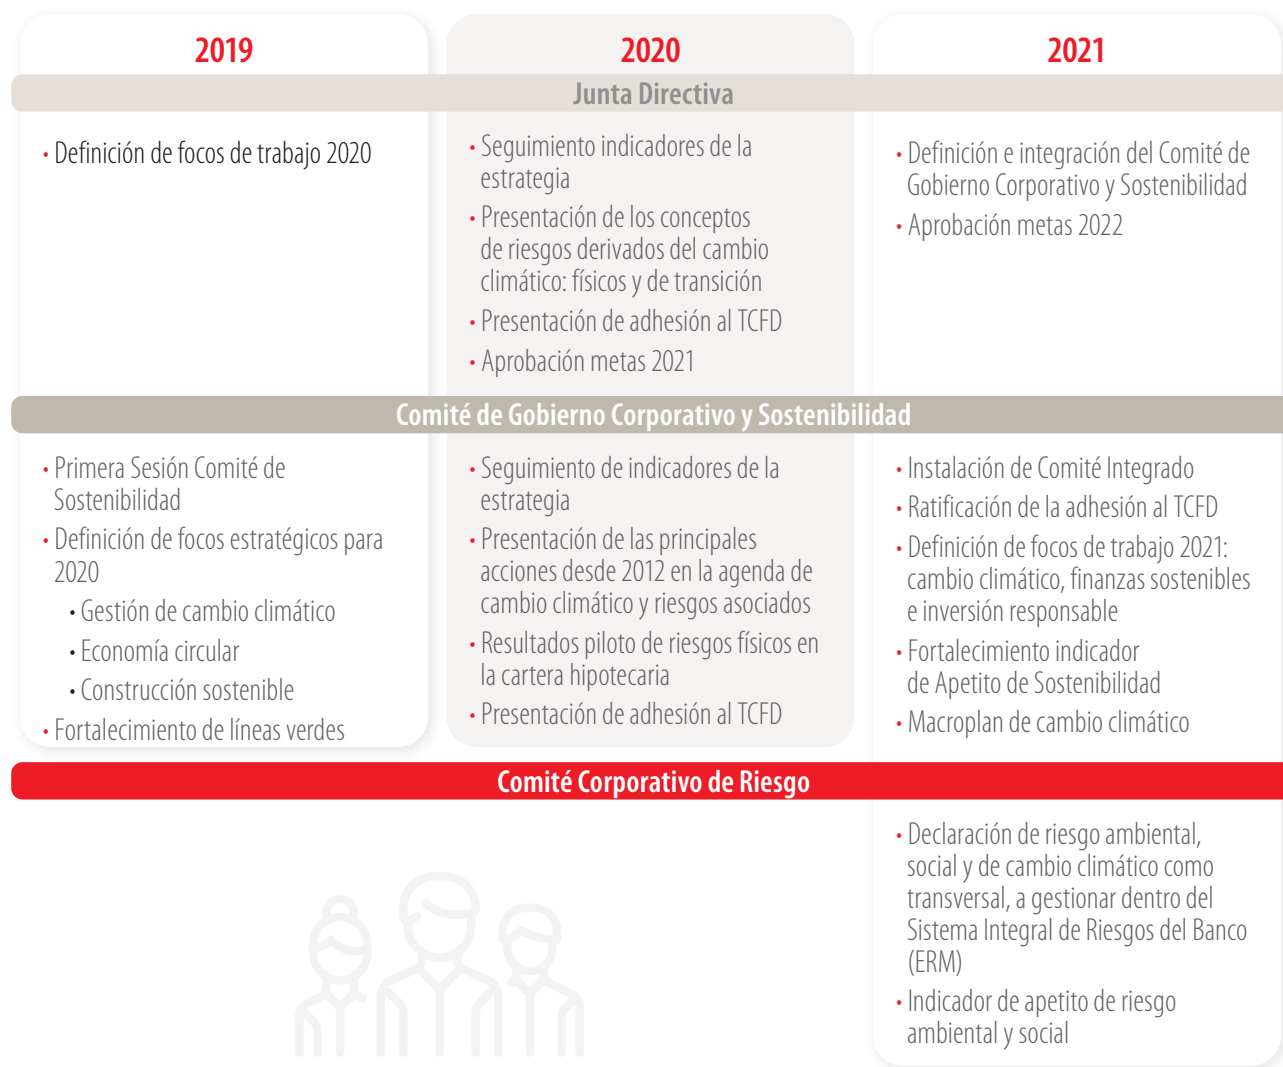 2019
2020
2021
Junta Directiva
• Definición de focos de trabajo 2020
• Seguimiento indicadores de la
estrategia
• Presentación de los conceptos
de riesgos derivados del cambio
climático: físicos y de transición
• Presentación de adhesión al TCFD
• Aprobación metas 2021
• Definición e integración del Comité de
Gobierno Corporativo y Sostenibilidad
• Aprobación metas 2022
Comité de Gobierno Corporativo y Sostenibilidad
• Primera Sesión Comité de
Sostenibilidad
• Definición de focos estratégicos para
2020
• Gestión de cambio climático
• Economía circular
• Construcción sostenible
• Fortalecimiento de líneas verdes
• Seguimiento de indicadores de la
estrategia
• Presentación de las principales
acciones desde 2012 en la agenda de
cambio climático y riesgos asociados
• Resultados piloto de riesgos físicos en
la cartera hipotecaria
• Presentación de adhesión al TCFD
• Instalación de Comité Integrado
• Ratificación de la adhesión al TCFD
• Definición de focos de trabajo 2021:
cambio climático, finanzas sostenibles
e inversión responsable
• Fortalecimiento indicador
de Apetito de Sostenibilidad
• Macroplan de cambio climático
Comité Corporativo de Riesgo
• Declaración de riesgo ambiental,
social y de cambio climático como
transversal, a gestionar dentro del
Sistema Integral de Riesgos del Banco
(ERM)
• Indicador de apetito de riesgo
ambiental y social